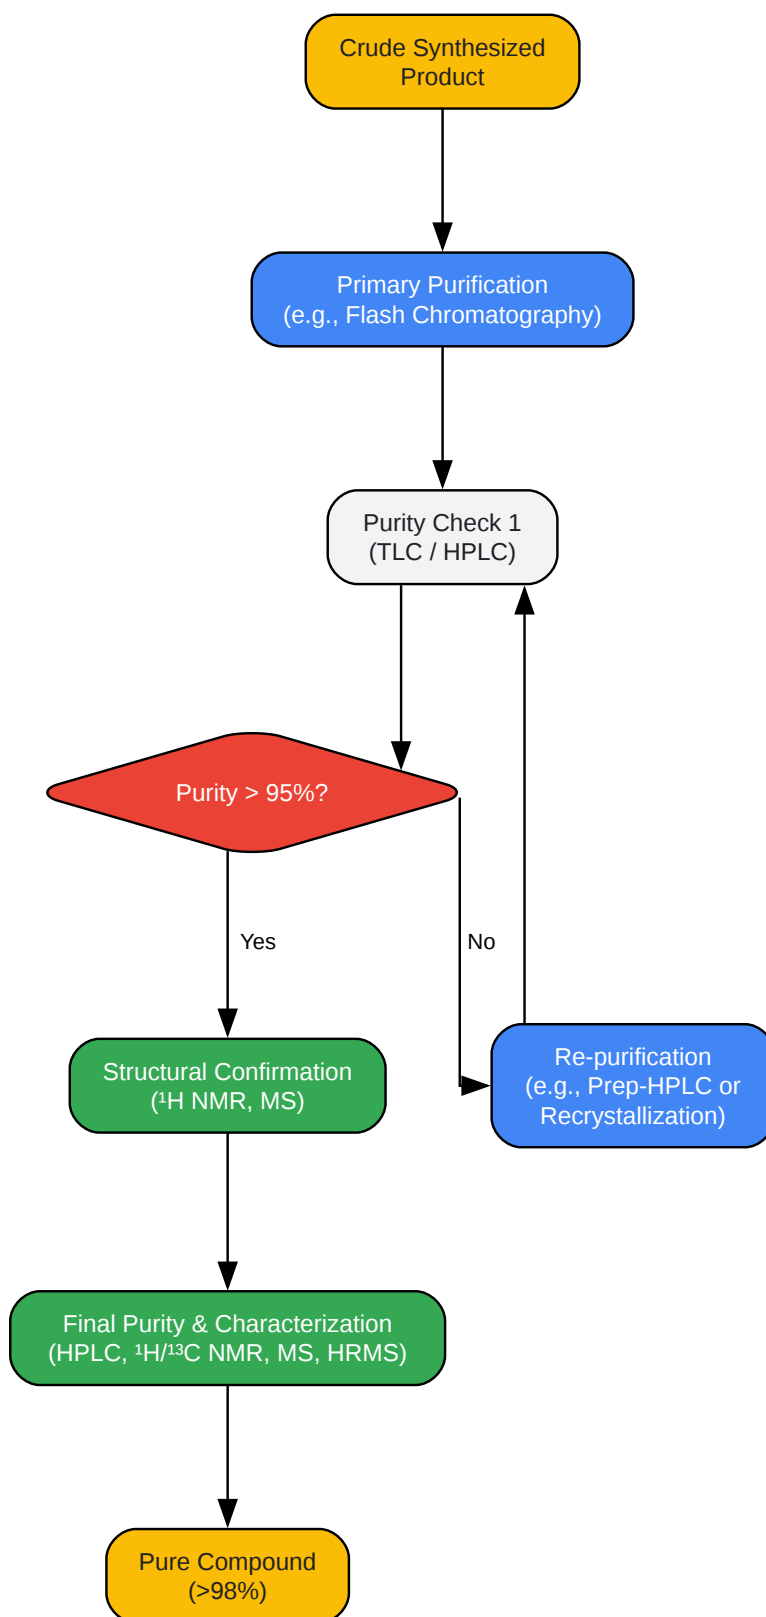 Crude Synthesized
Product
Primary Purification
(e.g., Flash Chromatography)
Purity Check 1
(TLC / HPLC)
Purity > 95%?
Yes
No
Structural Confirmation
(¹H NMR, MS)
Re-purification
(e.g., Prep-HPLC or
Recrystallization)
Final Purity & Characterization
(HPLC, ¹H/¹³C NMR, MS, HRMS)
Pure Compound
(>98%)